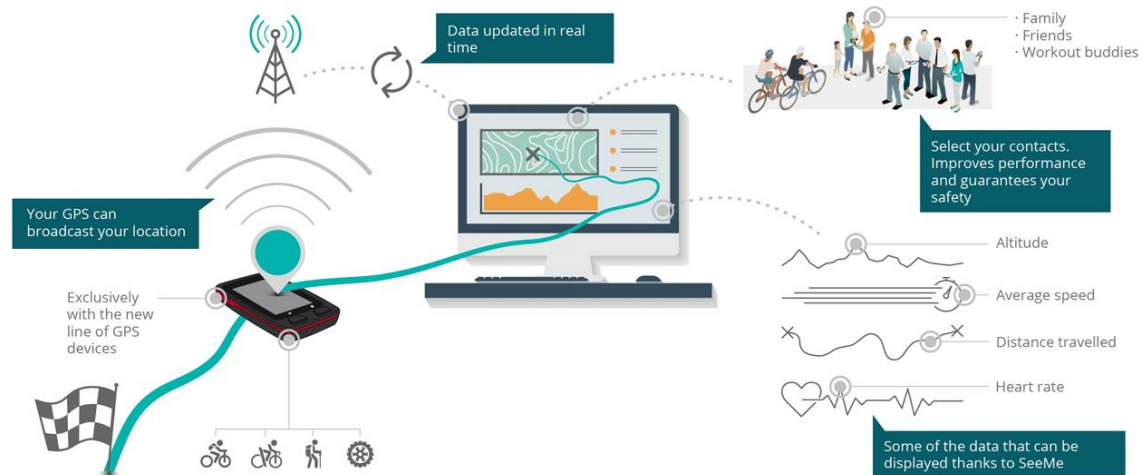 Data updated in real
time
· Family
· Friends
· Workout buddies
Select your contacts.
Improves performance
and guarantees your
safety
Your GPS can
broadcast your location
Exclusively
with the new
line of GPS
devices
Altitude
Average speed
Distance travelled
Heart rate
Some of the data that can be
displayed thanks to SeeMe